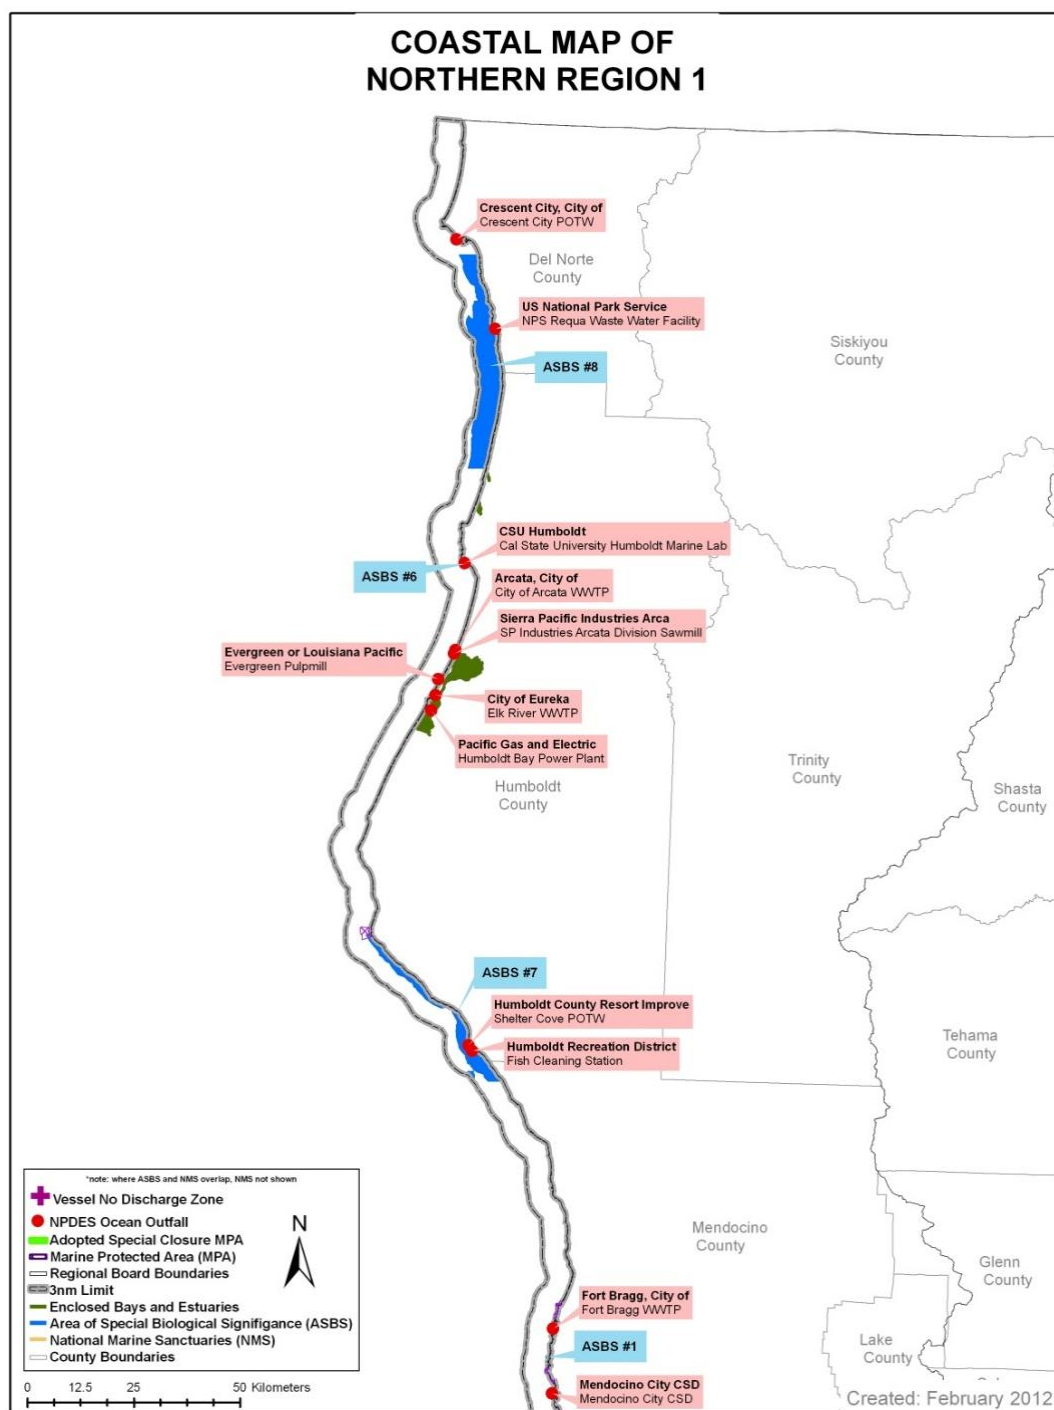 COASTAL MAP OF
NORTHERN REGION 1
Crescent City, City of
Crescent City POTW
Del Norte
County
US National Park Service
NPS Requa Waste Water Facility
Siskiyou
County
ASBS #8
CSU Humboldt
Cal State University Humboldt Marine Lab
ASBS #6
Arcata, City of
City of Arcata WWTP
Sierra Pacific Industries Arca
SP Industries Arcata Division Sawmill
Evergreen or Louisiana Pacific
Evergreen Pulpmill
City of Eureka
Elk River WWTP
Pacific Gas and Electric
Humboldt Bay Power Plant
Humboldt
County
Trinity
County
Shasta
County
ASBS #7
Humboldt County Resort Improve
Shelter Cove POTW
Humboldt Recreation District
Fish Cleaning Station
Tehama
County
Mendocino
County
Glenn
County
Fort Bragg, City of
Fort Bragg WWTP
ASBS #1
Lake
County
Mendocino City CSD
Mendocino City CSD
*note: where ASBS and NMS overlap, NMS not shown
Vessel No Discharge Zone
NPDES Ocean Outfall
Adopted Special Closure MPA
Marine Protected Area (MPA)
Regional Board Boundaries
3nm Limit
Enclosed Bays and Estuaries
Area of Special Biological Signifigance (ASBS)
National Marine Sanctuaries (NMS)
County Boundaries
N
0 12.5 25 50 Kilometers
Created: February 2012